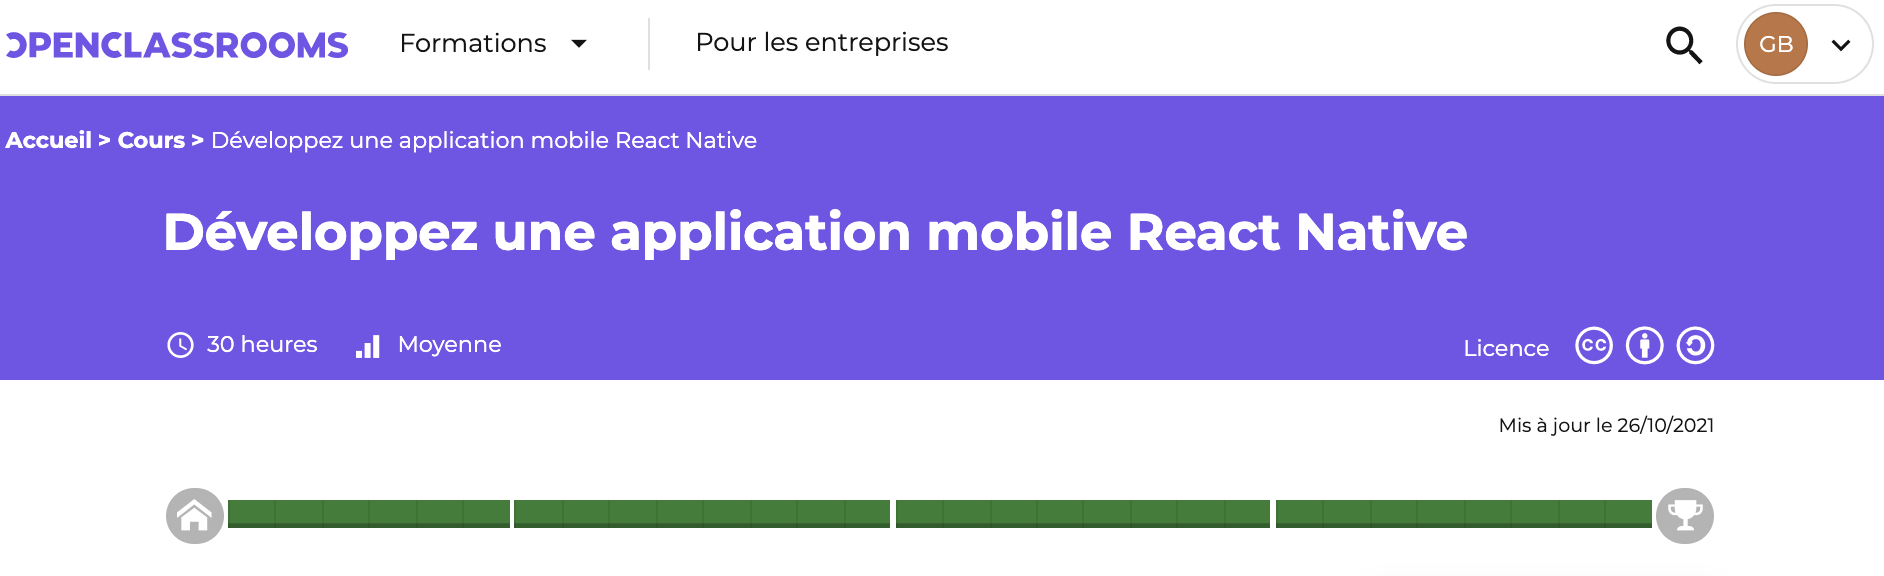 OPENCLASSROOMS Formations Pour les entreprises GB
Accueil > Cours > Développez une application mobile React Native
Développez une application mobile React Native
30 heures Moyenne Licence CC
Mis à jour le 26/10/2021